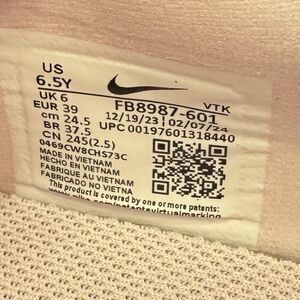 US
6.5Y
UK 6
EUR 39
cm 24.5
BR 37.5
CN 245(2.5)
VTK
FB8987-601
12/19/23 | 02/07/24
UPC 00197601318440
0469CW8CHS73C
MADE IN VIETNAM
HECHO EN VIETNAM
FABRIQUE AU VIETNAM
FABRICADO NO VIETNA
This product is covered by one or more patents: